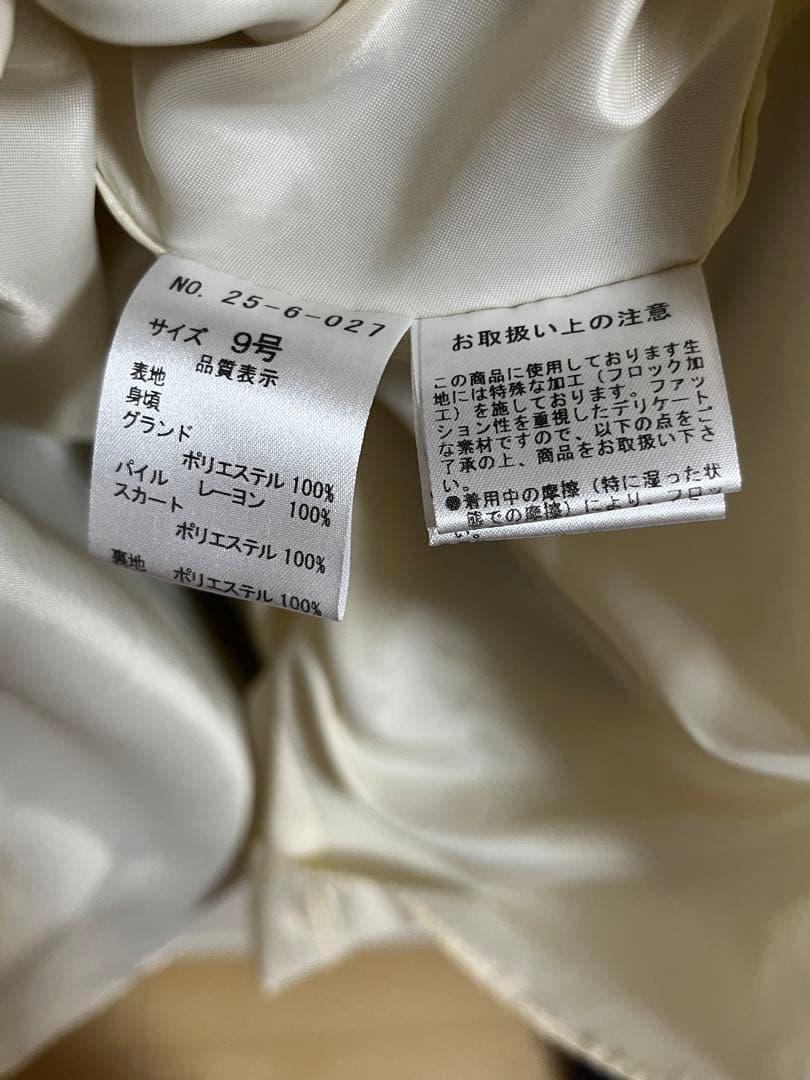 NO. 25-6-027
サイズ 9号
品質表示
表地
身頃
グランド
ポリエステル 100%
パイル レーヨン 100%
スカート
ポリエステル 100%
裏地 ポリエステル 100%
お取扱い上の注意
この商品に使用しております生
地には特殊な加工(フロック加
工)を施しております。ファッ
ション性を重視したデリケート
な素材ですので、以下の点をご
了承の上、商品をお取扱い下さ
い。
●着用中の摩擦(特に湿った状
態での摩擦)により フロッ
い。